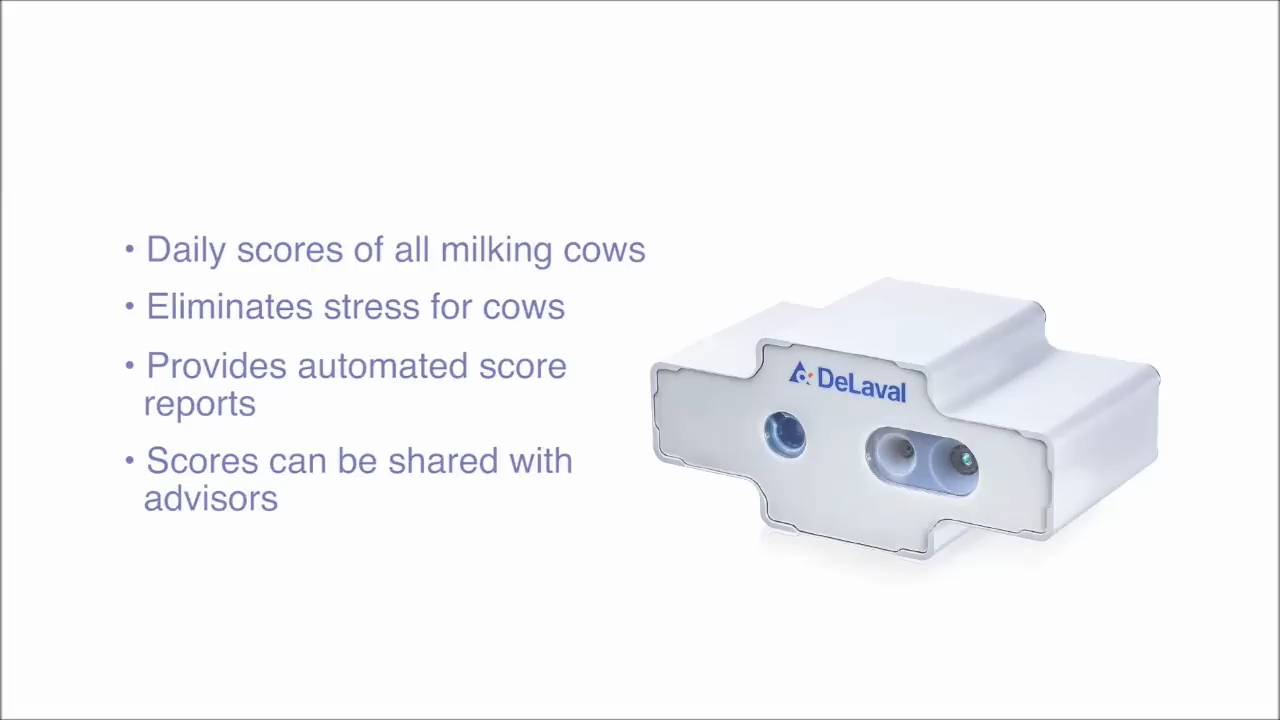 • Daily scores of all milking cows
• Eliminates stress for cows
• Provides automated score
reports
• Scores can be shared with
advisors
DeLaval